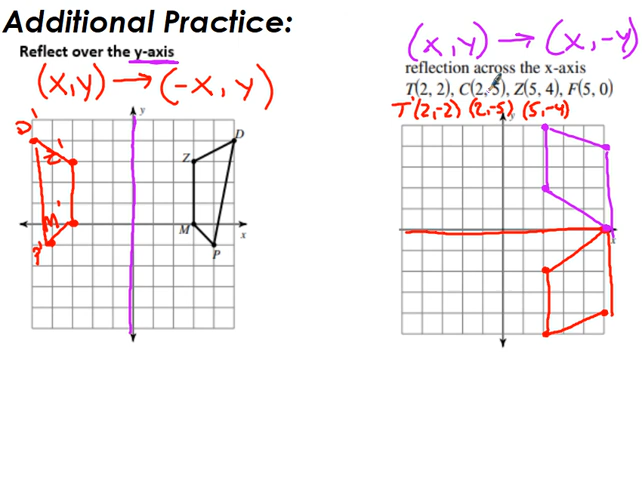 Additional Practice:
Reflect over the y-axis
(x,y) → (-x, y)
D'
z'
M'
P'
y
D
Z
M
P
x
(x,y) → (x,-y)
reflection across the x-axis
T(2, 2), C(2, 5), Z(5, 4), F(5, 0)
T'(2,-2) (2,-5) (5,-4)
y
x